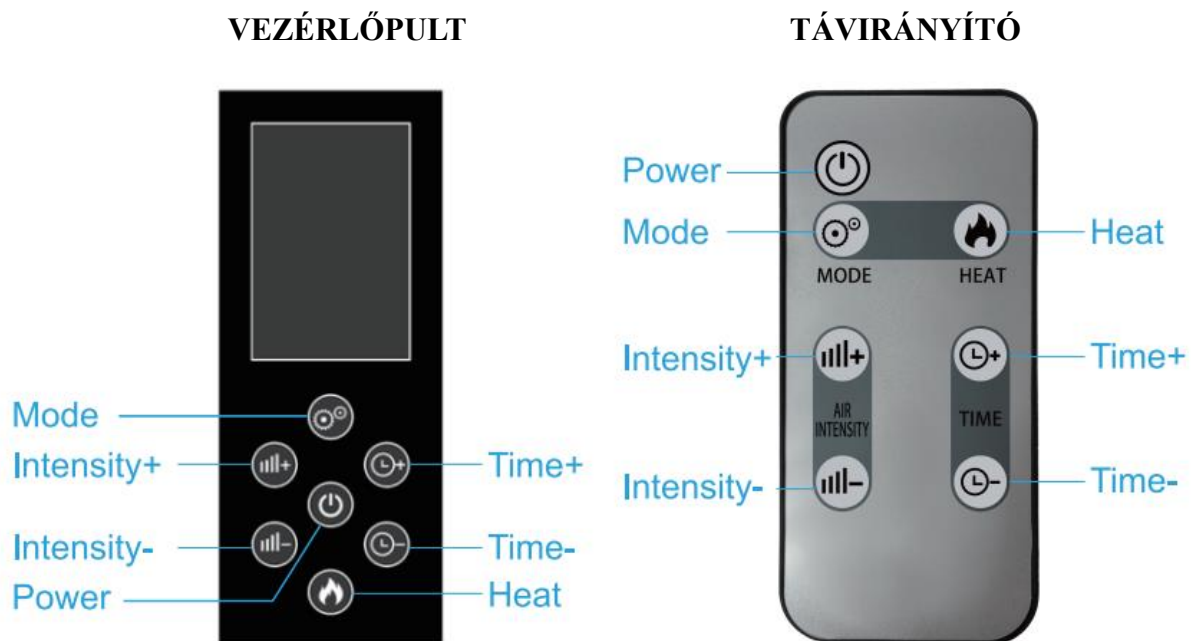 VEZÉRLŐPULT
Mode
Intensity+
Intensity-
Power
Time+
Time-
Heat
TÁVIRÁNYÍTÓ
Power
Mode
Heat
MODE
HEAT
Intensity+
Time+
AIR
INTENSITY
TIME
Intensity-
Time-